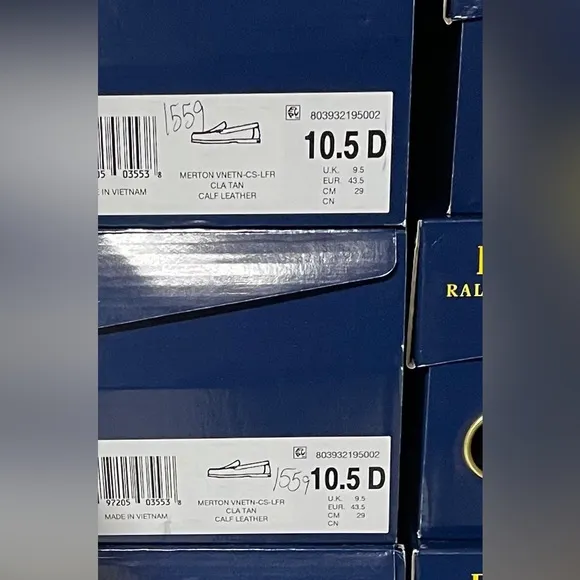 1559
803932195002
10.5 D
U.K. 9.5
EUR. 43.5
CM 29
CN
05 03553 8
IN VIETNAM
MERTON VNETN-CS-LFR
CLA TAN
CALF LEATHER
RAL
803932195002
1559
10.5 D
U.K. 9.5
EUR. 43.5
CM 29
CN
97205 03553 8
MADE IN VIETNAM
MERTON VNETN-CS-LFR
CLA TAN
CALF LEATHER